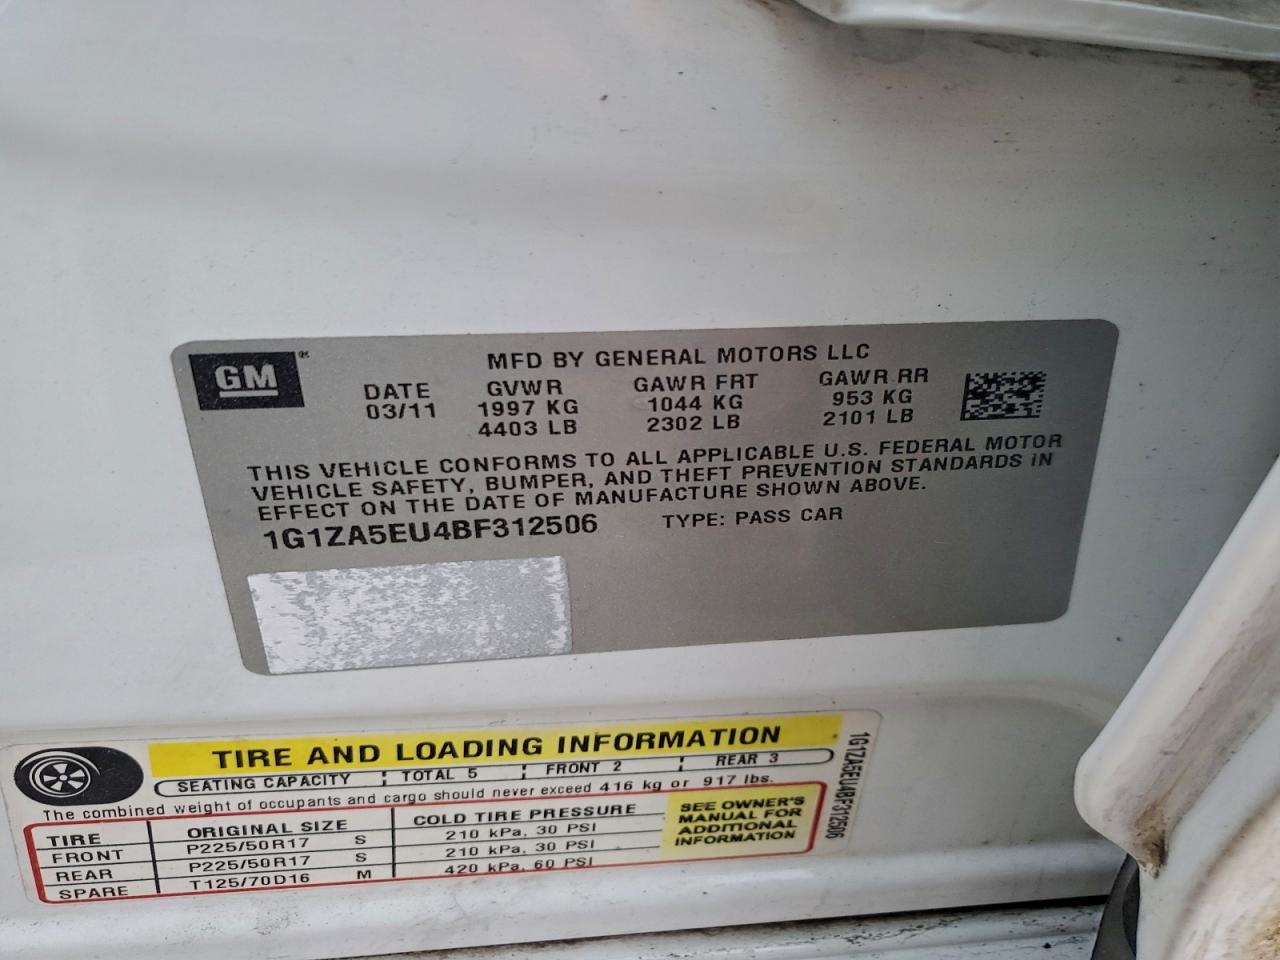 GM®
MFD BY GENERAL MOTORS LLC
DATE GVWR GAWR FRT GAWR RR
03/11 1997 KG 1044 KG 953 KG
4403 LB 2302 LB 2101 LB
THIS VEHICLE CONFORMS TO ALL APPLICABLE U.S. FEDERAL MOTOR
VEHICLE SAFETY, BUMPER, AND THEFT PREVENTION STANDARDS IN
EFFECT ON THE DATE OF MANUFACTURE SHOWN ABOVE.
1G1ZA5EU4BF312506 TYPE: PASS CAR
TIRE AND LOADING INFORMATION
SEATING CAPACITY TOTAL 5 FRONT 2 REAR 3
The combined weight of occupants and cargo should never exceed 416 kg or 917 lbs.
TIRE ORIGINAL SIZE COLD TIRE PRESSURE
FRONT P225/50R17 S 210 kPa, 30 PSI
REAR P225/50R17 S 210 kPa, 30 PSI
SPARE T125/70D16 M 420 kPa, 60 PSI
SEE OWNER'S
MANUAL FOR
ADDITIONAL
INFORMATION
1G1ZA5EU4BF312506